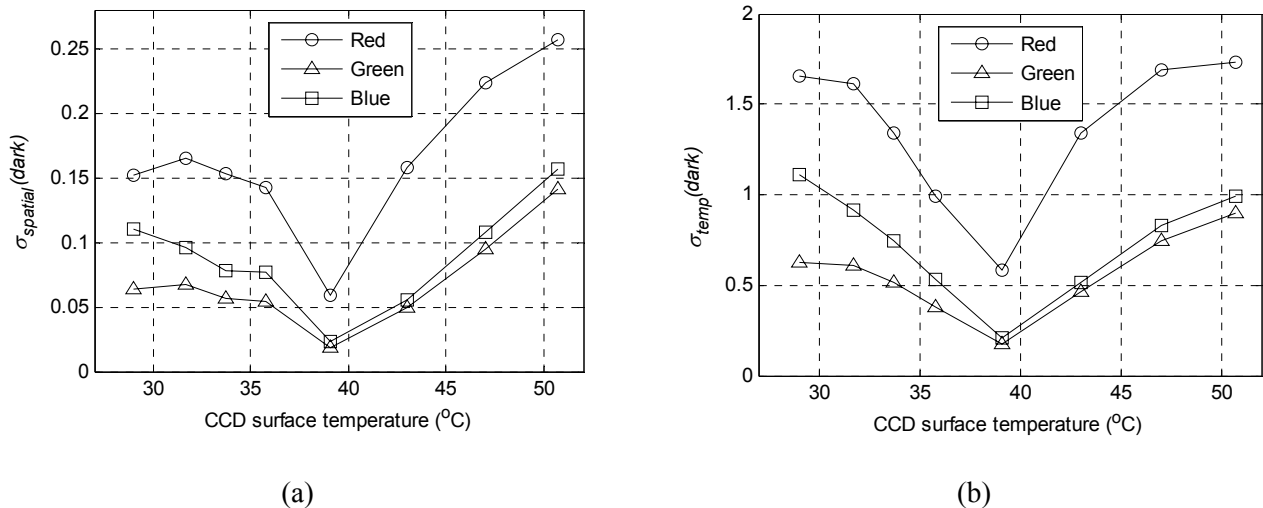 Red
Green
Blue
0.25
0.2
0.15
0.1
0.05
0
σspatial(dark)
30 35 40 45 50
CCD surface temperature (°C)
(a)
Red
Green
Blue
2
1.5
1
0.5
0
σtemp(dark)
30 35 40 45 50
CCD surface temperature (°C)
(b)